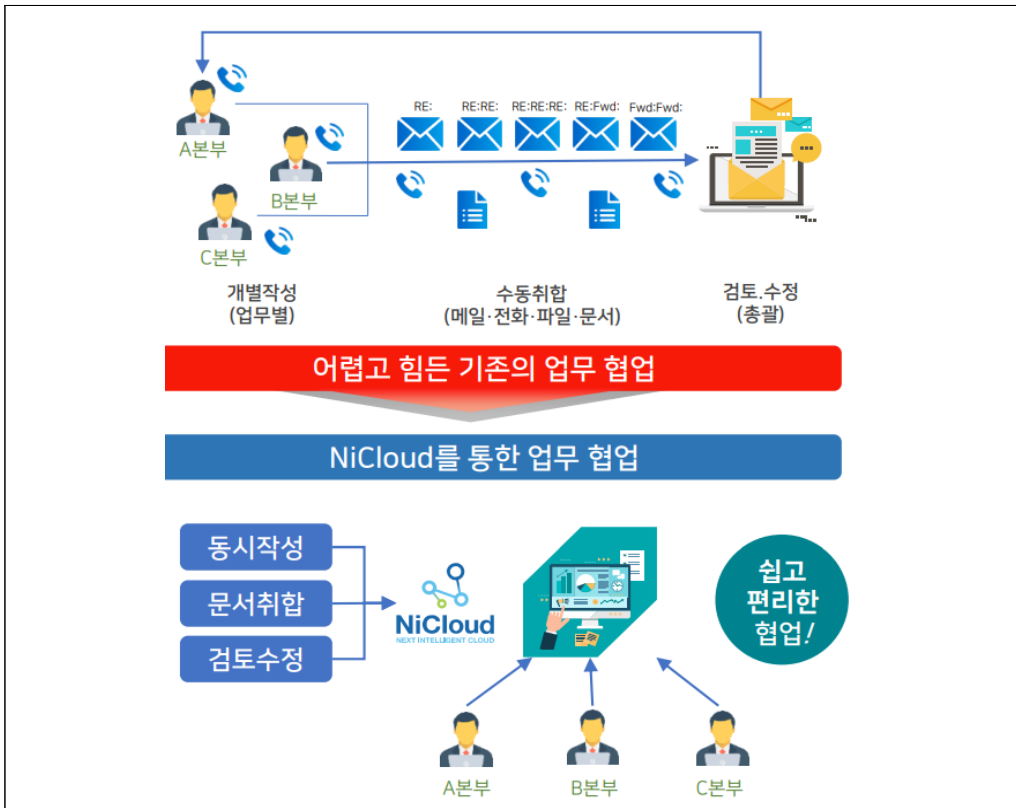 RE:
RE:RE:
RE:RE:RE:
RE:Fwd:
Fwd:Fwd:
A본부
B본부
C본부
개별작성
(업무별)
수동취합
(메일·전화·파일·문서)
검토.수정
(총괄)
어렵고 힘든 기존의 업무 협업
NiCloud를 통한 업무 협업
동시작성
문서취합
검토수정
NiCloud
NEXT INTELLIGENT CLOUD
쉽고
편리한
협업!
A본부
B본부
C본부